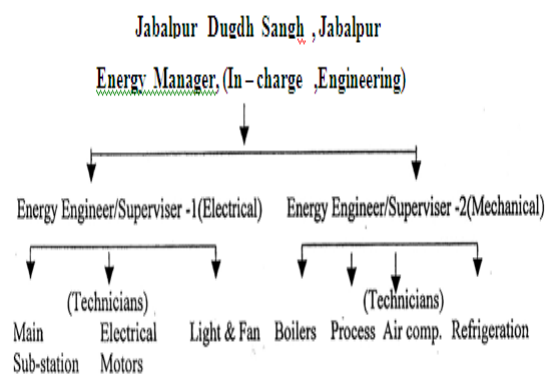 Jabalpur Dugdh Sangh ,Jabalpur
Energy Manager, (In – charge ,Engineering)
Energy Engineer/Superviser -1(Electrical)
Energy Engineer/Superviser -2(Mechanical)
(Technicians)
(Technicians)
Main
Sub-station
Electrical
Motors
Light & Fan
Boilers
Process
Air comp.
Refrigeration